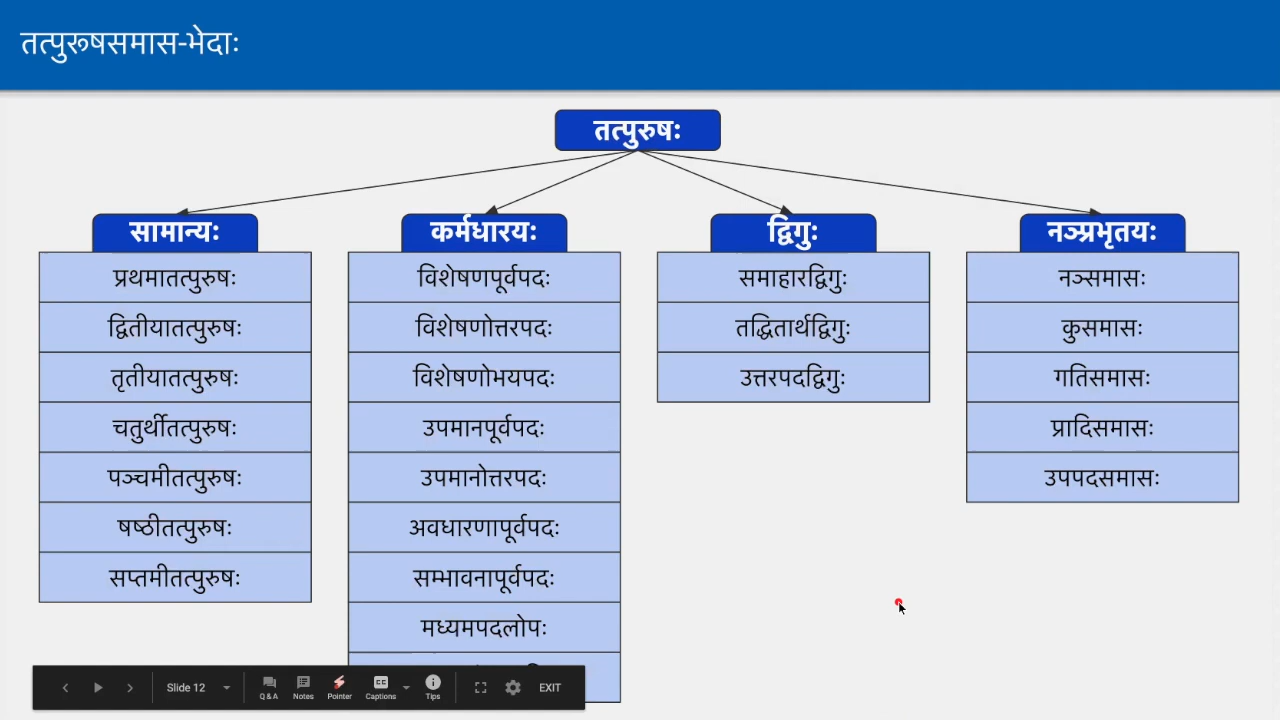 तत्पुरूषसमास-भेदाः
तत्पुरुषः
सामान्यः
प्रथमातत्पुरुषः
द्वितीयातत्पुरुषः
तृतीयातत्पुरुषः
चतुर्थीतत्पुरुषः
पञ्चमीतत्पुरुषः
षष्ठीतत्पुरुषः
सप्तमीतत्पुरुषः
कर्मधारयः
विशेषणपूर्वपदः
विशेषणोत्तरपदः
विशेषणोभयपदः
उपमानपूर्वपदः
उपमानोत्तरपदः
अवधारणापूर्वपदः
सम्भावनापूर्वपदः
मध्यमपदलोपः
द्विगुः
समाहारद्विगुः
तद्धितार्थद्विगुः
उत्तरपदद्विगुः
नञ्प्रभृतयः
नञ्समासः
कुसमासः
गतिसमासः
प्रादिसमासः
उपपदसमासः
Slide 12
Q & A
Notes
Pointer
CC
Captions
Tips
EXIT